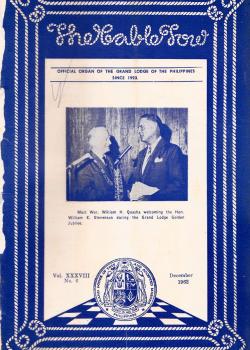 The Cable Tow
OFFICIAL ORGAN OF THE GRAND LODGE OF THE PHILIPPINES
SINCE 1923.
Most Wor. William H. Quasha welcoming the Hon.
William E. Stevenson during the Grand Lodge Golden
Jubilee.
Vol. XXXVIII
No. 6
December
1962